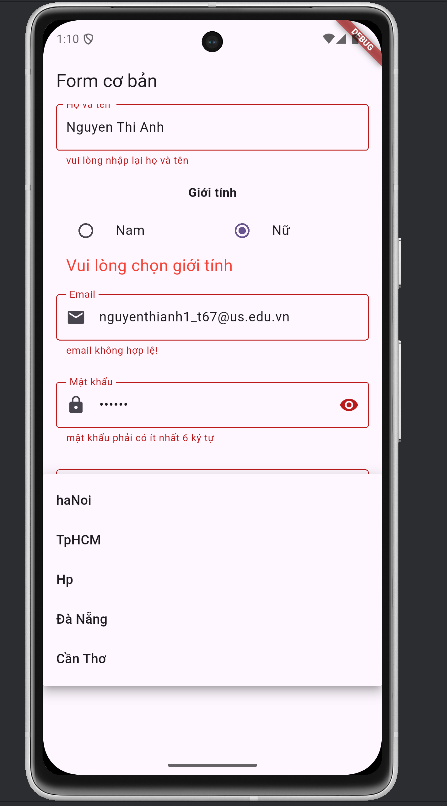 1:10
DEBUG
Form cơ bản
Họ và tên
Nguyen Thi Anh
vui lòng nhập lại họ và tên
Giới tính
Nam
Nữ
Vui lòng chọn giới tính
Email
nguyenthianh1_t67@us.edu.vn
email không hợp lệ!
Mật khẩu
••••••
mật khẩu phải có ít nhất 6 ký tự
haNoi
TpHCM
Hp
Đà Nẵng
Cần Thơ